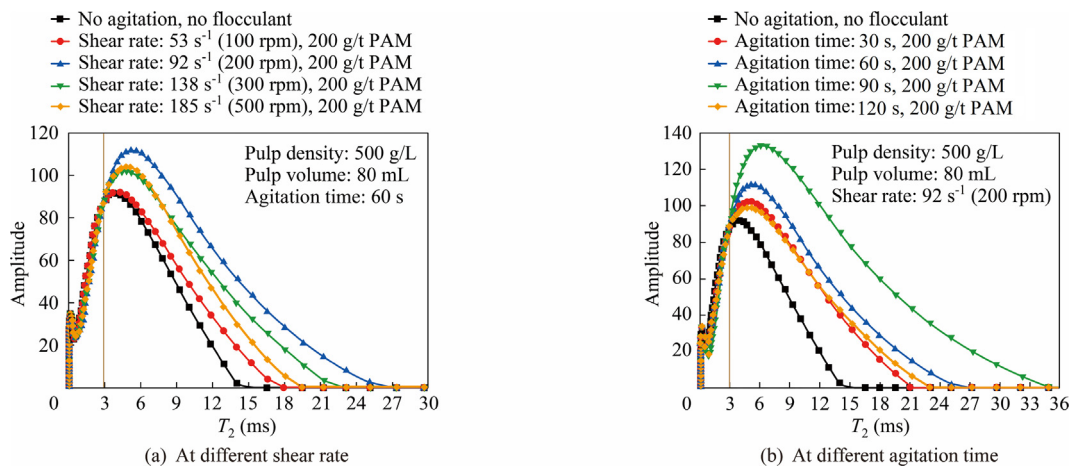 No agitation, no flocculant
Shear rate: 53 s⁻¹ (100 rpm), 200 g/t PAM
Shear rate: 92 s⁻¹ (200 rpm), 200 g/t PAM
Shear rate: 138 s⁻¹ (300 rpm), 200 g/t PAM
Shear rate: 185 s⁻¹ (500 rpm), 200 g/t PAM
120
100
80
60
40
20
0
Amplitude
Pulp density: 500 g/L
Pulp volume: 80 mL
Agitation time: 60 s
3 6 9 12 15 18 21 24 27 30
T₂ (ms)
(a) At different shear rate
No agitation, no flocculant
Agitation time: 30 s, 200 g/t PAM
Agitation time: 60 s, 200 g/t PAM
Agitation time: 90 s, 200 g/t PAM
Agitation time: 120 s, 200 g/t PAM
140
120
100
80
60
40
20
0
Amplitude
Pulp density: 500 g/L
Pulp volume: 80 mL
Shear rate: 92 s⁻¹ (200 rpm)
3 6 9 12 15 18 21 24 27 30 33 36
T₂ (ms)
(b) At different agitation time